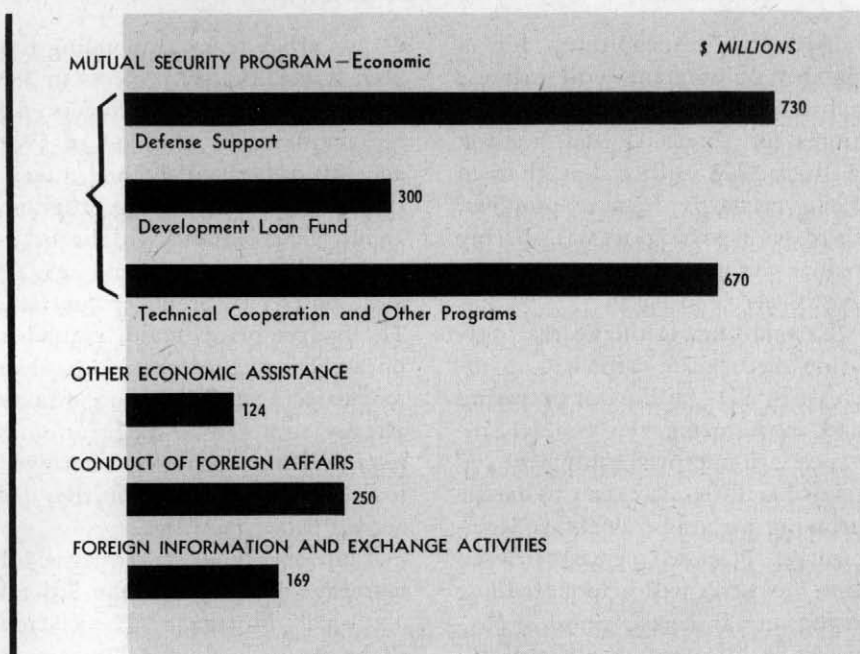 $ MILLIONS
MUTUAL SECURITY PROGRAM—Economic
730
Defense Support
300
Development Loan Fund
670
Technical Cooperation and Other Programs
OTHER ECONOMIC ASSISTANCE
124
CONDUCT OF FOREIGN AFFAIRS
250
FOREIGN INFORMATION AND EXCHANGE ACTIVITIES
169